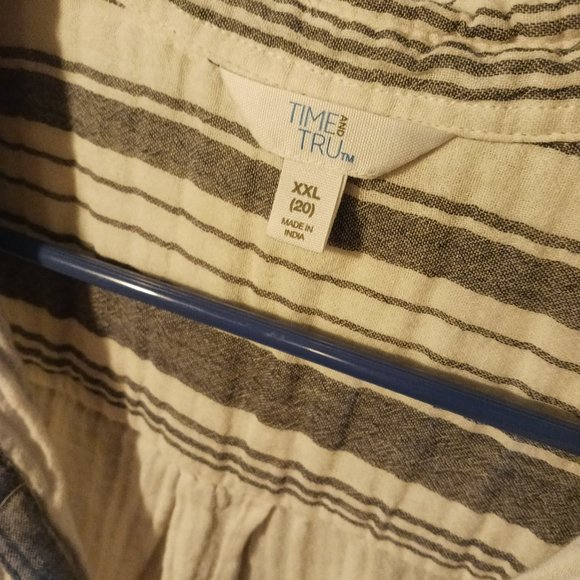 TIME AND
TRU™
XXL
(20)
MADE IN
INDIA